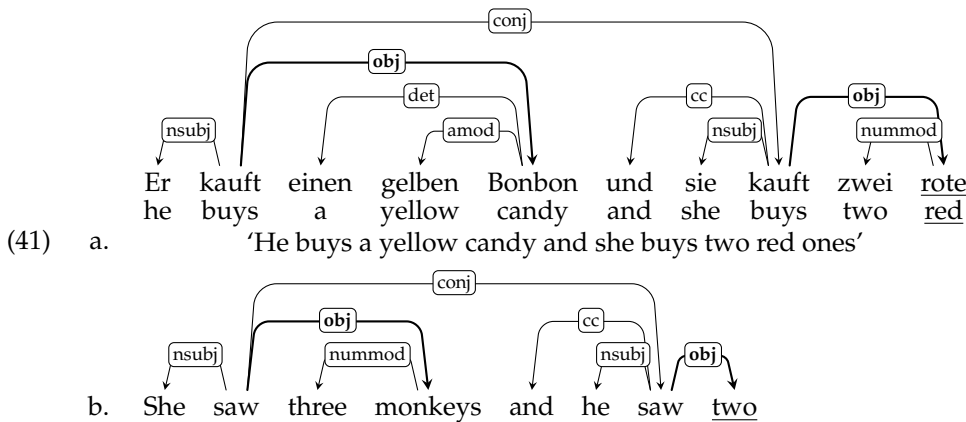 conj
obj
det cc obj
nsubj amod nsubj nummod
Er kauft einen gelben Bonbon und sie kauft zwei rote
he buys a yellow candy and she buys two red
(41) a. ‘He buys a yellow candy and she buys two red ones’
conj
obj cc
nsubj nummod nsubj obj
b. She saw three monkeys and he saw two